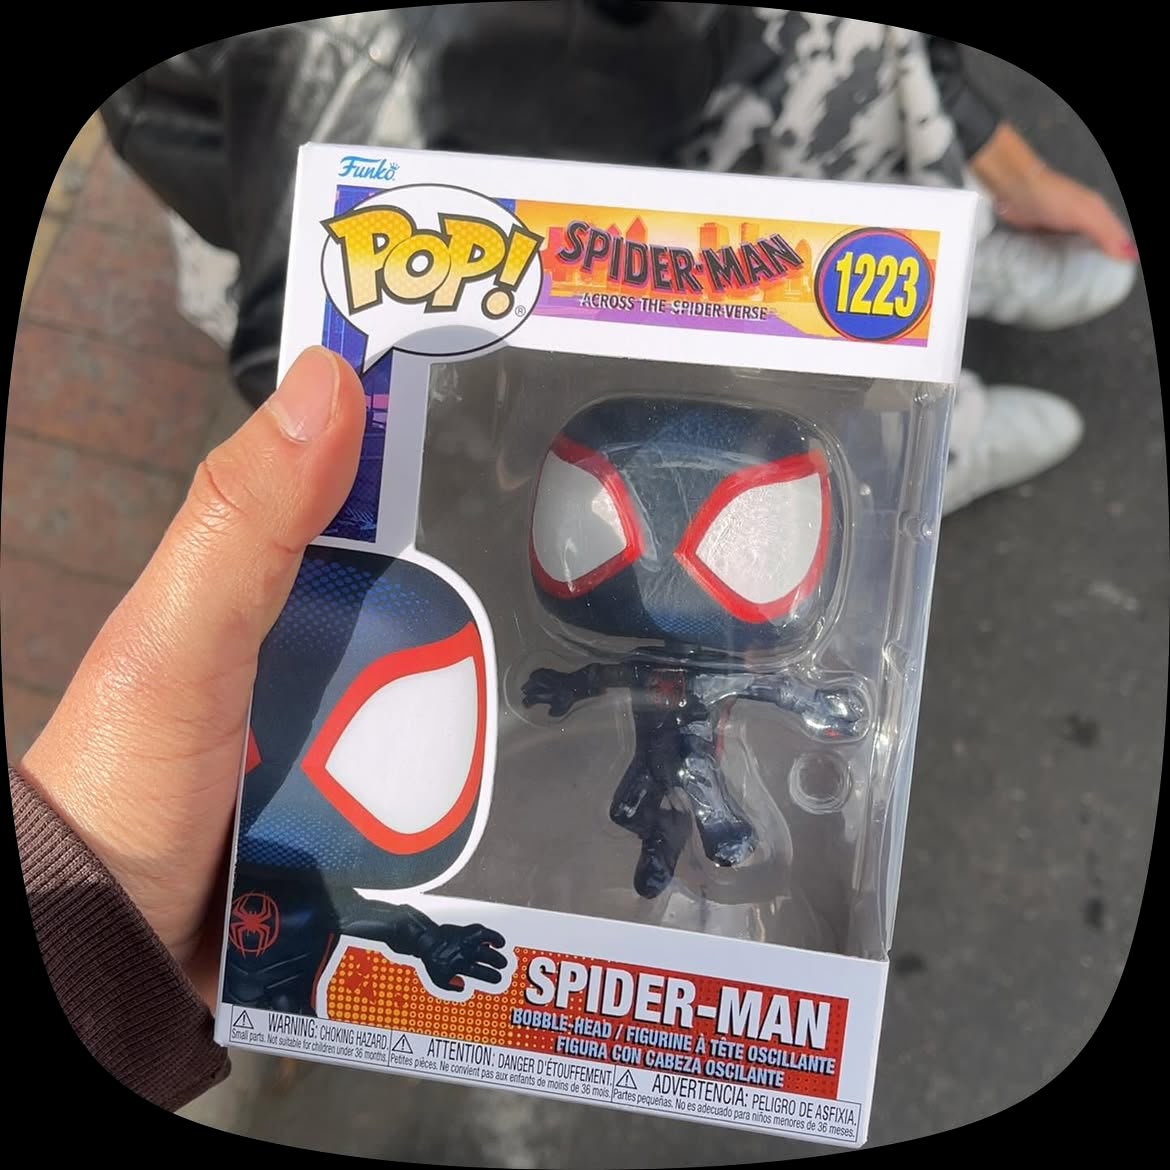 Funko
POP!®
SPIDER-MAN
ACROSS THE SPIDER-VERSE
1223
SPIDER-MAN
BOBBLE-HEAD / FIGURINE À TÊTE OSCILLANTE
FIGURA CON CABEZA OSCILANTE
WARNING: CHOKING HAZARD.
Small parts. Not suitable for children under 36 months.
ATTENTION: DANGER D'ÉTOUFFEMENT.
Petites pièces. Ne convient pas aux enfants de moins de 36 mois.
ADVERTENCIA: PELIGRO DE ASFIXIA.
Partes pequeñas. No es adecuado para niños menores de 36 meses.